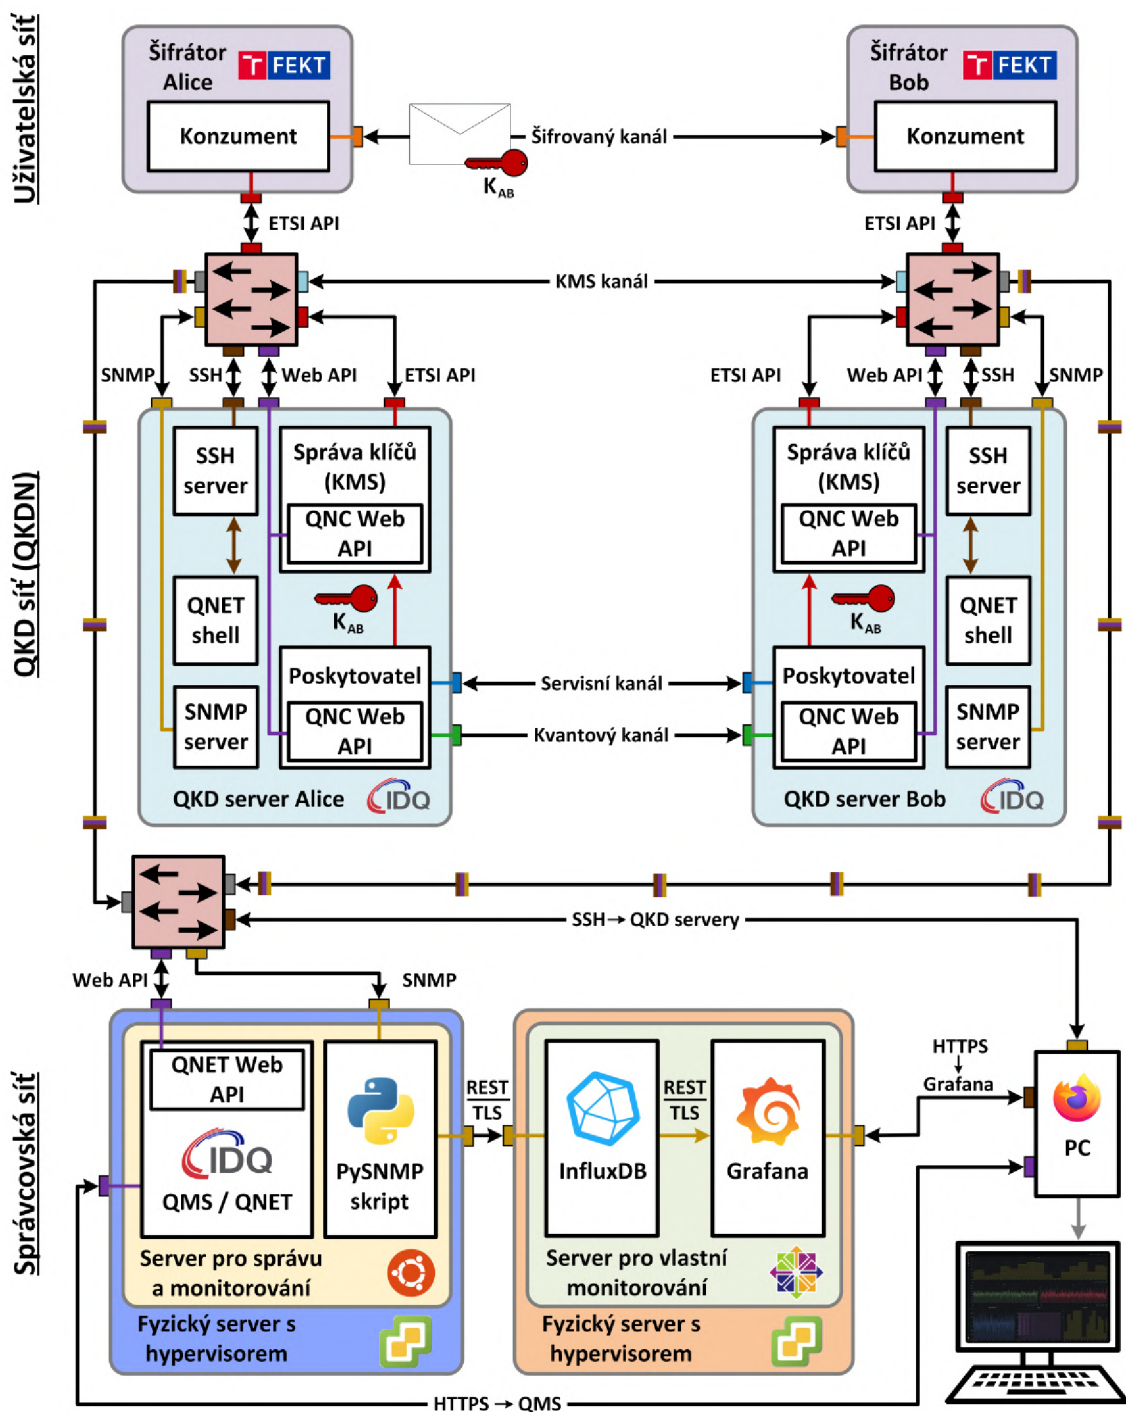 Uživatelská síť
Šifrátor
Alice
T FEKT
Konzument
Šifrovaný kanál
K_AB
Šifrátor
Bob
T FEKT
Konzument
ETSI API
ETSI API
KMS kanál
QKD síť (QKDN)
SNMP
SSH
Web API
ETSI API
ETSI API
Web API
SSH
SNMP
SSH
server
Správa klíčů
(KMS)
QNC Web
API
QNET
shell
K_AB
Poskytovatel
QNC Web
API
SNMP
server
QKD server Alice
IDQ
Servisní kanál
Kvantový kanál
Správa klíčů
(KMS)
QNC Web
API
SSH
server
K_AB
QNET
shell
Poskytovatel
QNC Web
API
SNMP
server
QKD server Bob
IDQ
SSH → QKD servery
Web API
SNMP
Správcovská síť
QNET Web
API
IDQ
QMS / QNET
PySNMP
skript
Server pro správu
a monitorování
Fyzický server s
hypervisorem
REST
TLS
InfluxDB
REST
TLS
Grafana
Server pro vlastní
monitorování
Fyzický server s
hypervisorem
HTTPS
↓
Grafana
PC
HTTPS → QMS